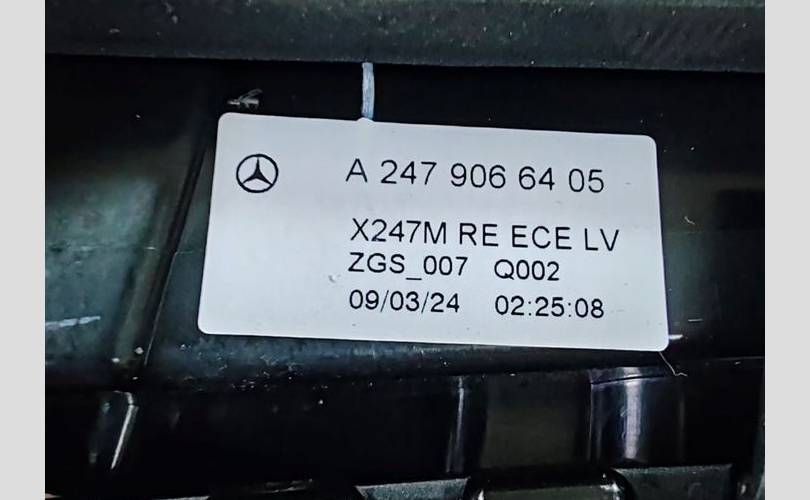 A 247 906 64 05
X247M RE ECE LV
ZGS_007 Q002
09/03/24 02:25:08